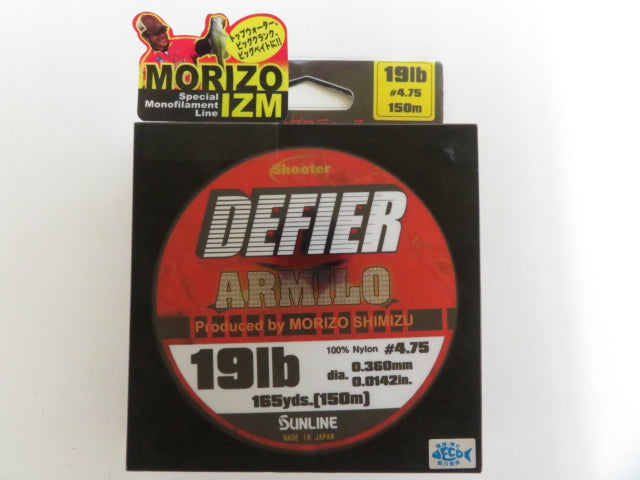 トップウォーター、
ビッグクランク、
ビッグベイトに!!
MORIZO
Special
Monofilament
Line
IZM
19lb
#4.75
150m
Shooter
DEFIER
ARMILO
Produced by MORIZO SHIMIZU
19lb
100% Nylon #4.75
dia. 0.360mm
0.0142in.
165yds.[150m]
SUNLINE
MADE IN JAPAN
ECO